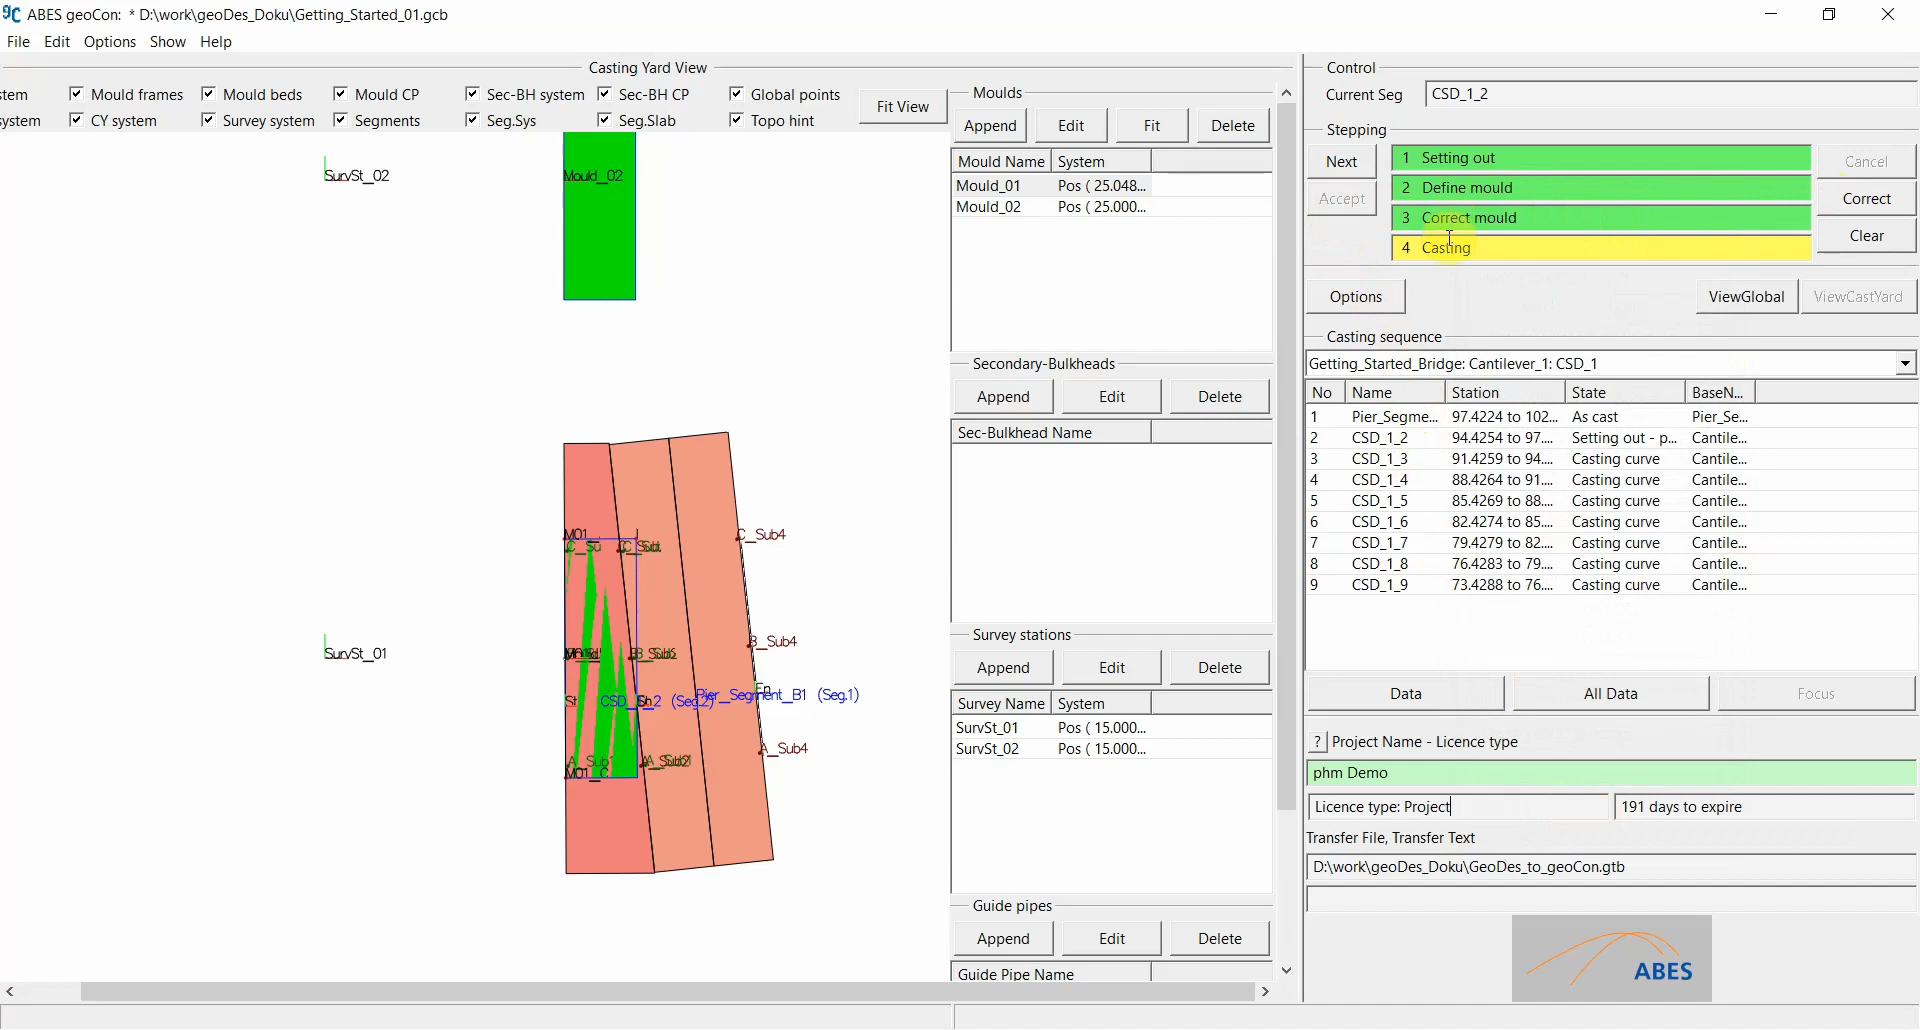 ABES geoCon: * D:\work\geoDes_Doku\Getting_Started_01.gcb
File Edit Options Show Help
Casting Yard View
stem Mould frames Mould beds Mould CP Sec-BH system Sec-BH CP Global points
system CY system Survey system Segments Seg.Sys Seg.Slab Topo hint
Fit View
SurvSt_02
Mould_02
C_Sub4
B_Sub4
SurvSt_01
Pier_Segment_B1 (Seg.1)
A_Sub4
Moulds
Append Edit Fit Delete
Mould Name System
Mould_01 Pos ( 25.048...
Mould_02 Pos ( 25.000...
Secondary-Bulkheads
Append Edit Delete
Sec-Bulkhead Name
Survey stations
Append Edit Delete
Survey Name System
SurvSt_01 Pos ( 15.000...
SurvSt_02 Pos ( 15.000...
Guide pipes
Append Edit Delete
Guide Pipe Name
Control
Current Seg CSD_1_2
Stepping
Next
Accept
1 Setting out
2 Define mould
3 Correct mould
4 Casting
Cancel
Correct
Clear
Options ViewGlobal ViewCastYard
Casting sequence
Getting_Started_Bridge: Cantilever_1: CSD_1
No Name Station State BaseN...
1 Pier_Segme... 97.4224 to 102... As cast Pier_Se...
2 CSD_1_2 94.4254 to 97.... Setting out - p... Cantile...
3 CSD_1_3 91.4259 to 94.... Casting curve Cantile...
4 CSD_1_4 88.4264 to 91.... Casting curve Cantile...
5 CSD_1_5 85.4269 to 88.... Casting curve Cantile...
6 CSD_1_6 82.4274 to 85.... Casting curve Cantile...
7 CSD_1_7 79.4279 to 82.... Casting curve Cantile...
8 CSD_1_8 76.4283 to 79.... Casting curve Cantile...
9 CSD_1_9 73.4288 to 76.... Casting curve Cantile...
Data All Data Focus
? Project Name - Licence type
phm Demo
Licence type: Project 191 days to expire
Transfer File, Transfer Text
D:\work\geoDes_Doku\GeoDes_to_geoCon.gtb
ABES